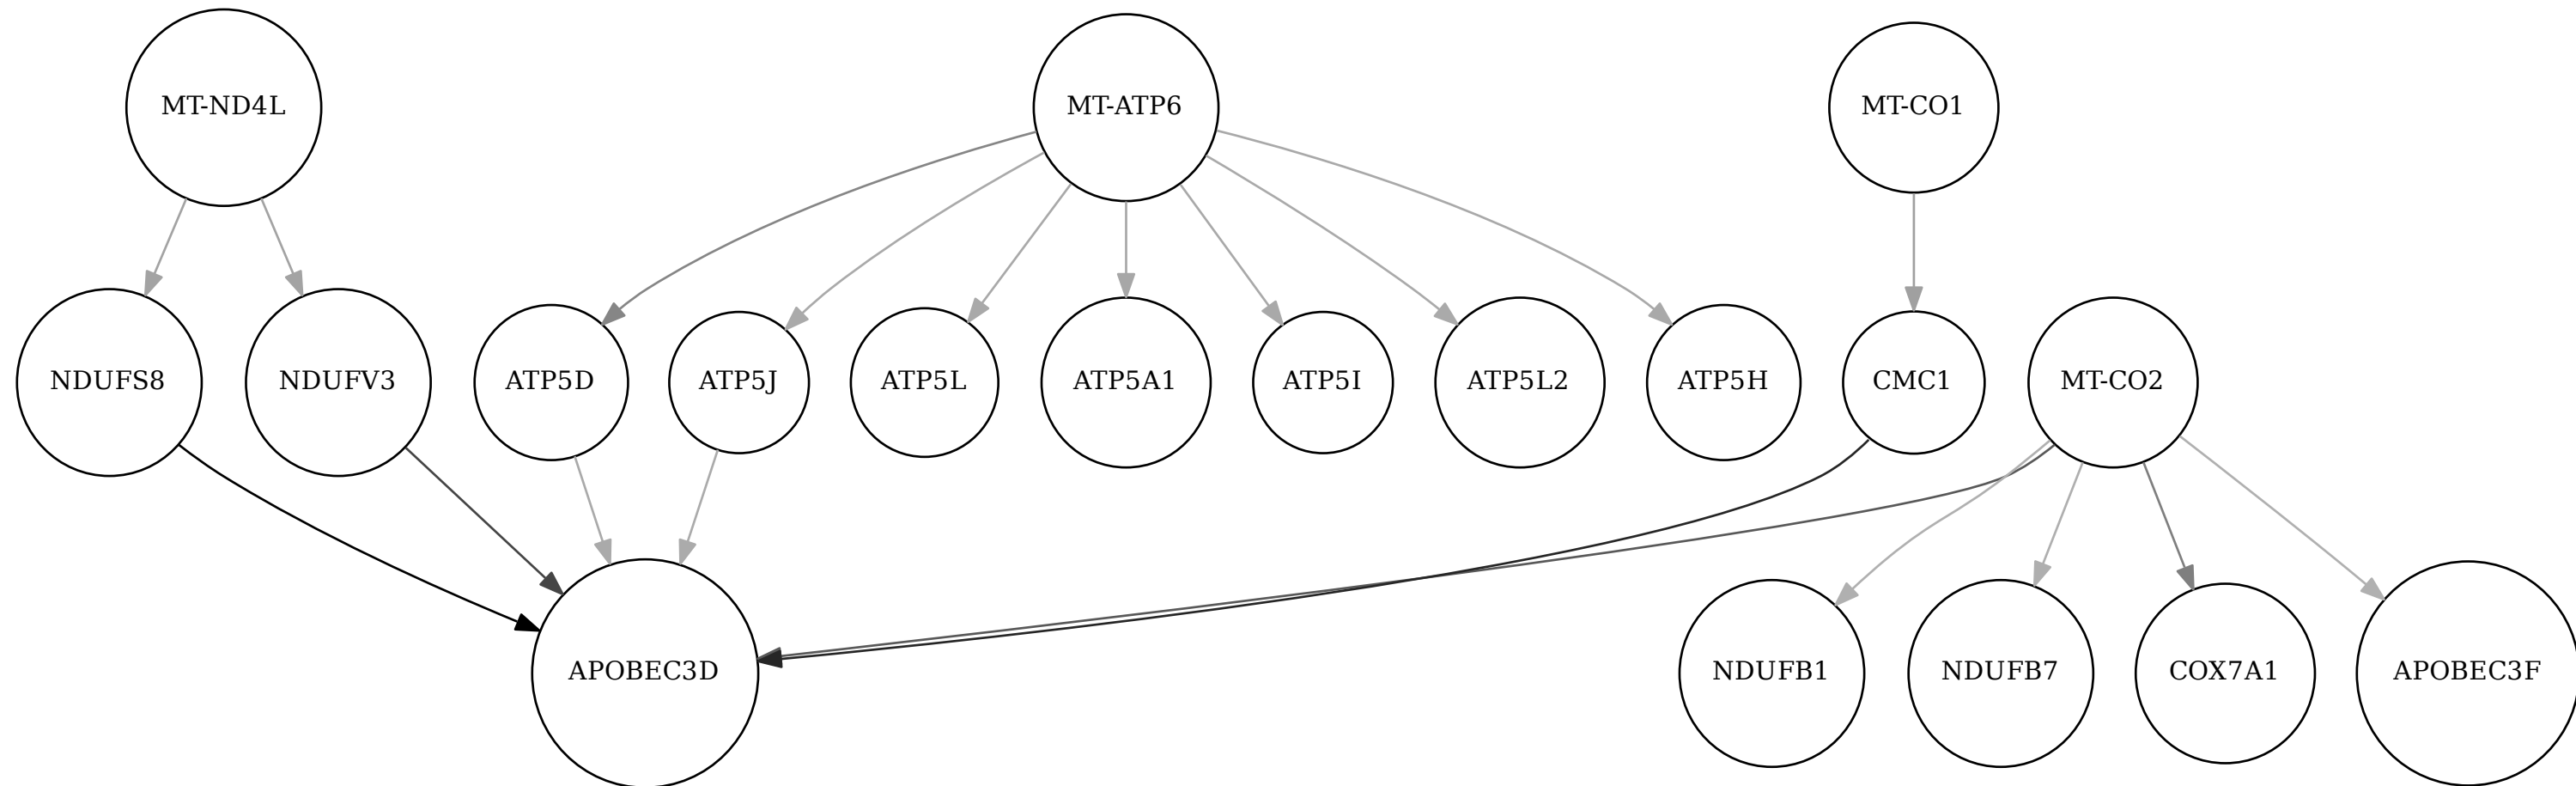 MT-ND4L
MT-ATP6
MT-CO1
NDUFS8
NDUFV3
ATP5D
ATP5J
ATP5L
ATP5A1
ATP5I
ATP5L2
ATP5H
CMC1
MT-CO2
APOBEC3D
NDUFB1
NDUFB7
COX7A1
APOBEC3F